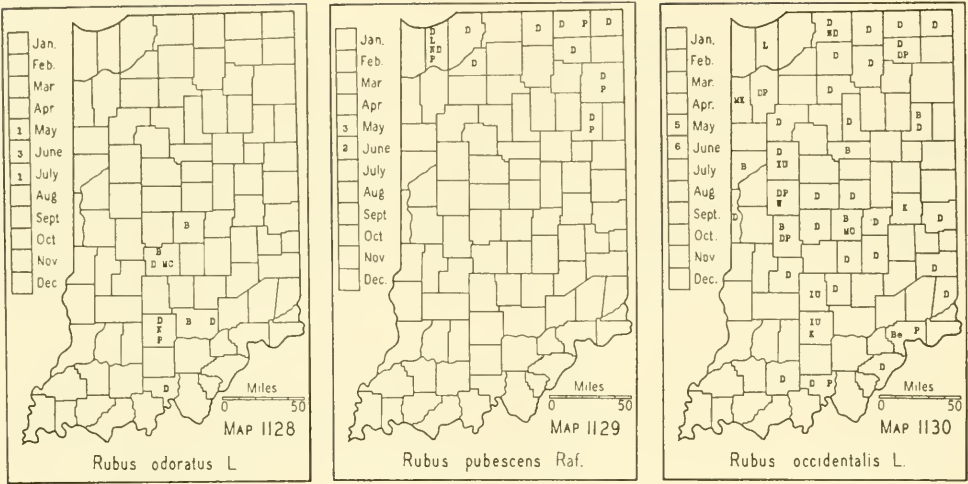 Jan.
Feb.
Mar
Apr
1 May
3 June
1 July
Aug
Sept
Oct
Nov
Dec
B
B
D MC
D
K
P
B D
D
Miles
0 50
MAP 1128
Rubus odoratus L
Jan.
Feb.
Mar.
Apr
3 May
2 June
July
Aug
Sept
Oct
Nov
Dec
D
L
ND
P
D
D
D
D P D
D
D
P
D
P
Miles
0 50
MAP 1129
Rubus pubescens Raf.
Jan.
Feb.
Mar.
Apr.
5 May
6 June
July
Aug
Sept.
Oct.
Nov
Dec.
L
D
ND
D
D
D
D
D
D
DP
MK
DP
D
D
D
B
D
D
IU
B
B
DP
W
D
D
K
D
D
B
DP
D
B
MC
D
D
D
D
D
D
IU
D
IU
K
Be P
D
D
D P
Miles
0 50
MAP 1130
Rubus occidentalis L.